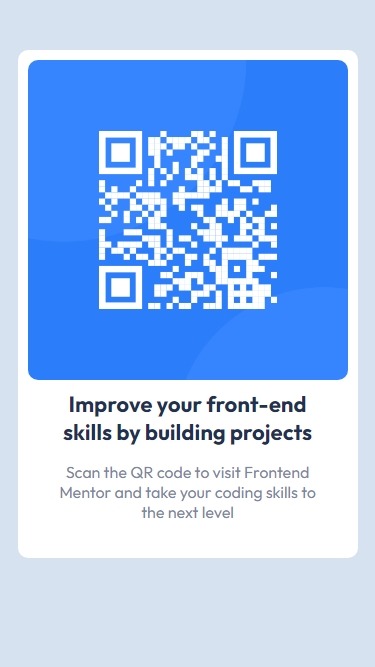 Improve your front-end
skills by building projects
Scan the QR code to visit Frontend
Mentor and take your coding skills to
the next level